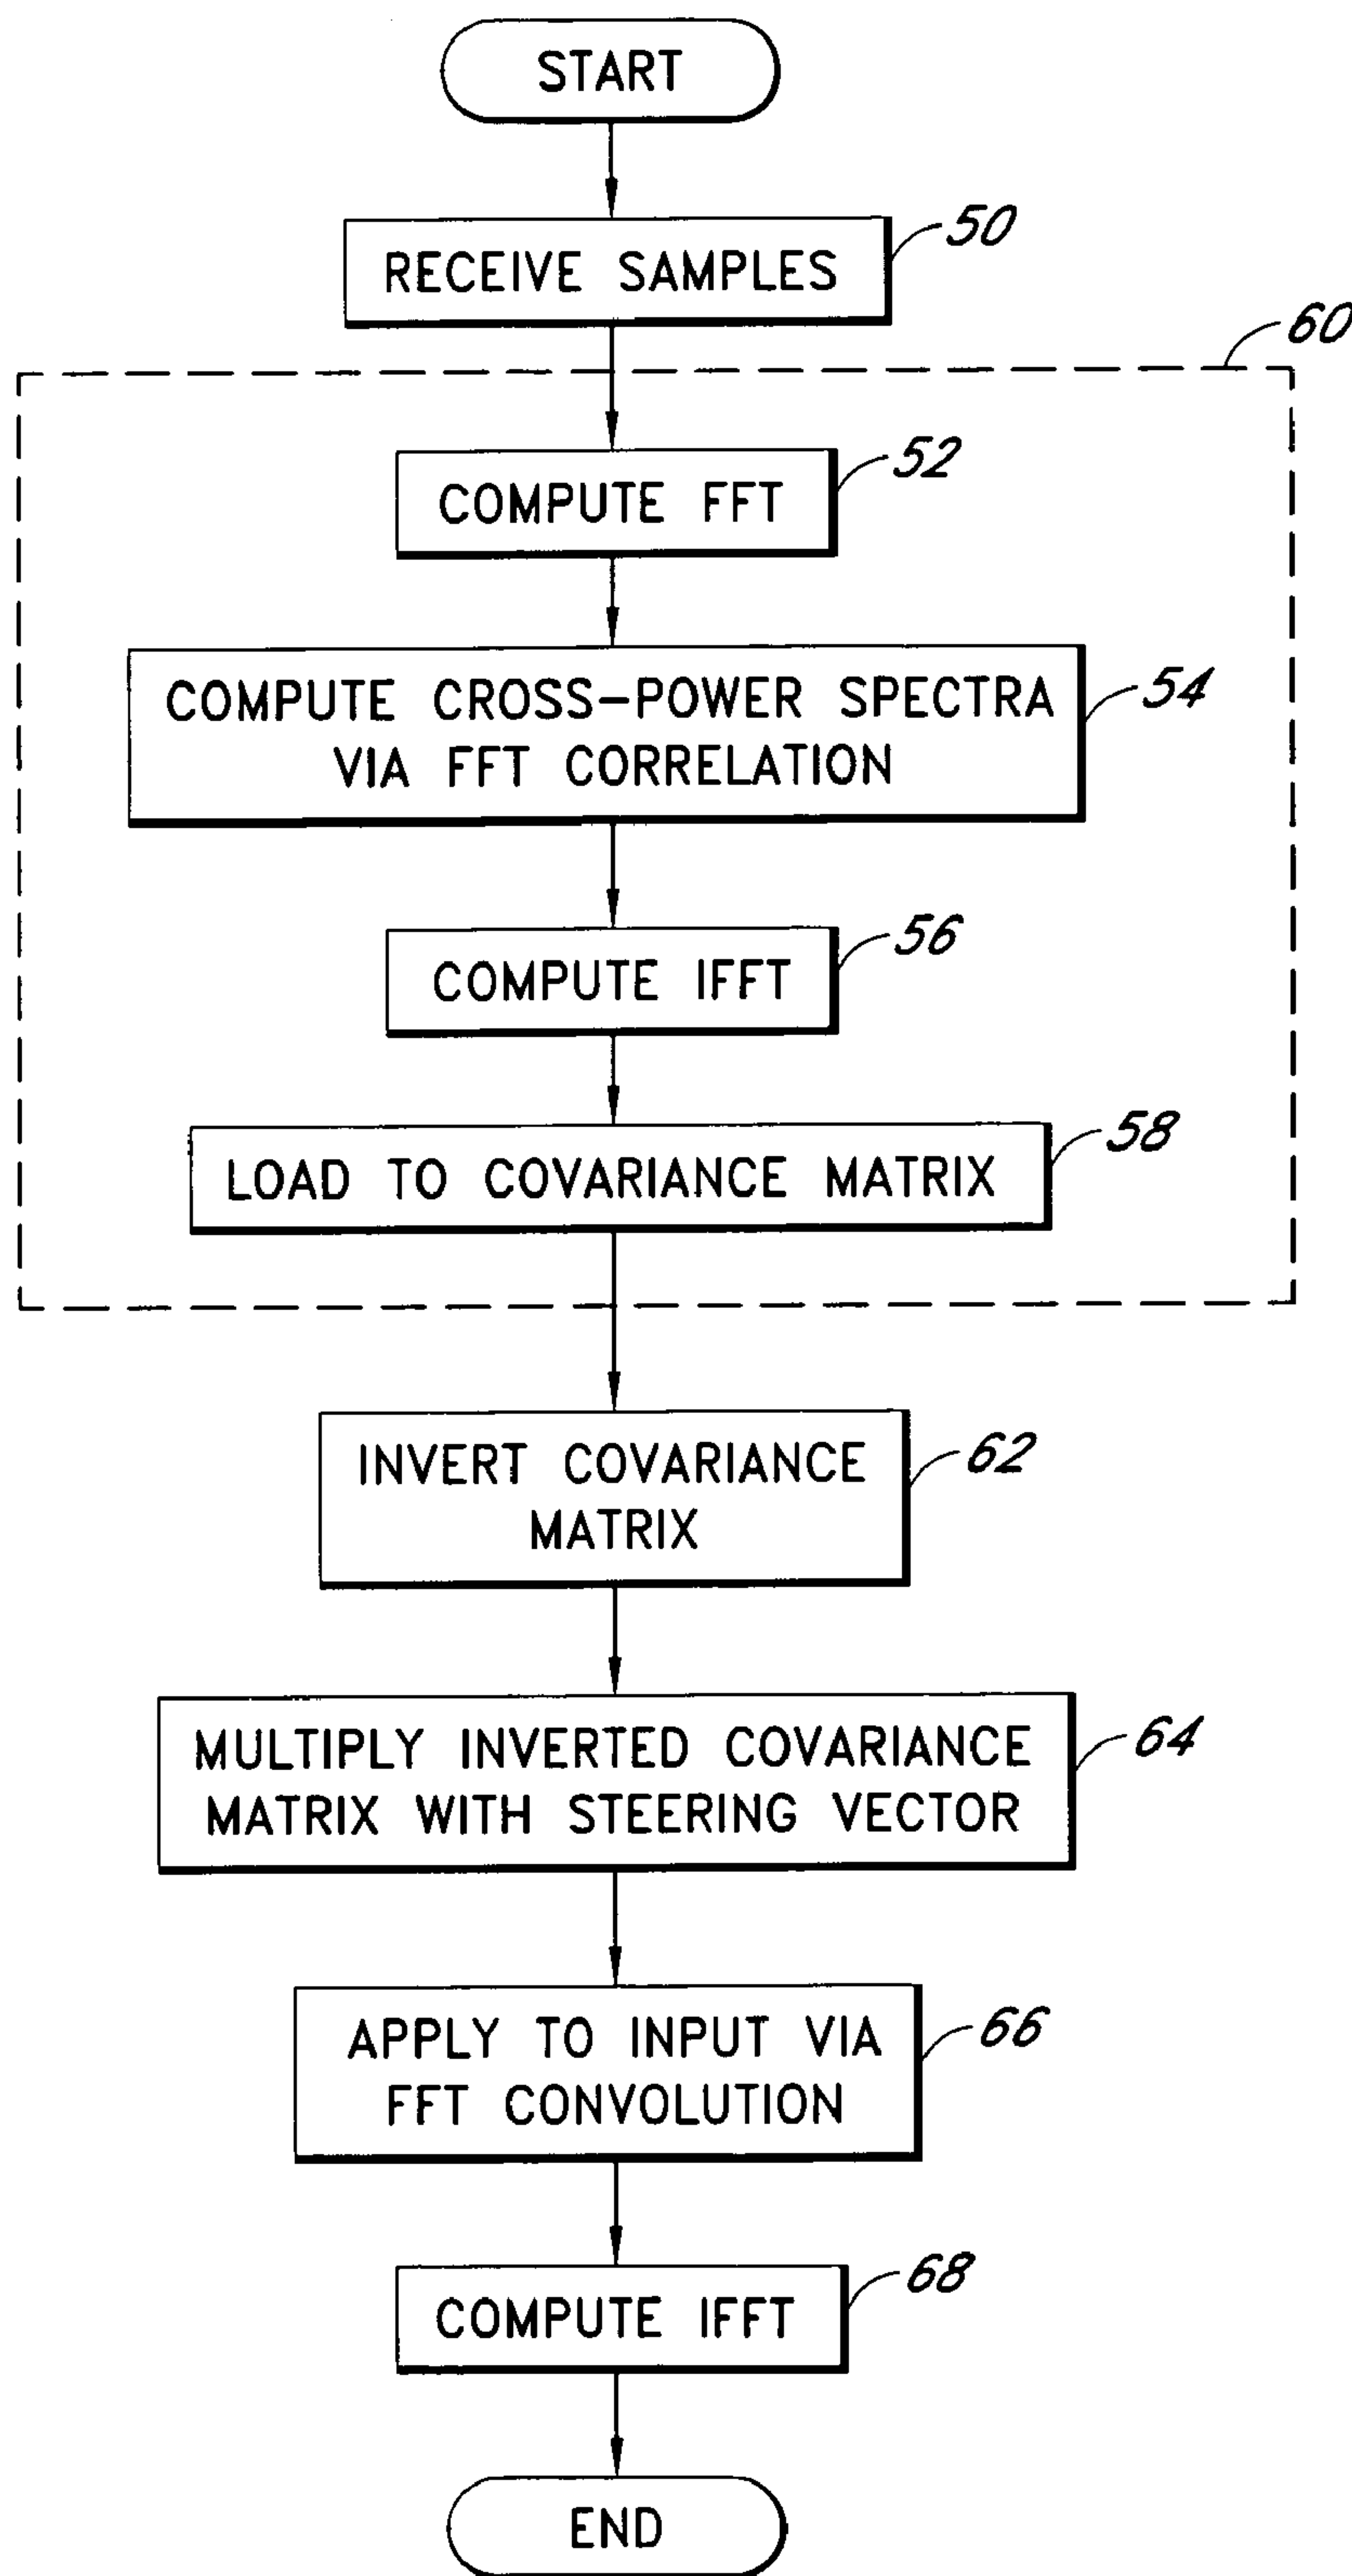 START
RECEIVE SAMPLES
50
60
COMPUTE FFT
52
COMPUTE CROSS-POWER SPECTRA
VIA FFT CORRELATION
54
COMPUTE IFFT
56
LOAD TO COVARIANCE MATRIX
58
INVERT COVARIANCE
MATRIX
62
MULTIPLY INVERTED COVARIANCE
MATRIX WITH STEERING VECTOR
64
APPLY TO INPUT VIA
FFT CONVOLUTION
66
COMPUTE IFFT
68
END